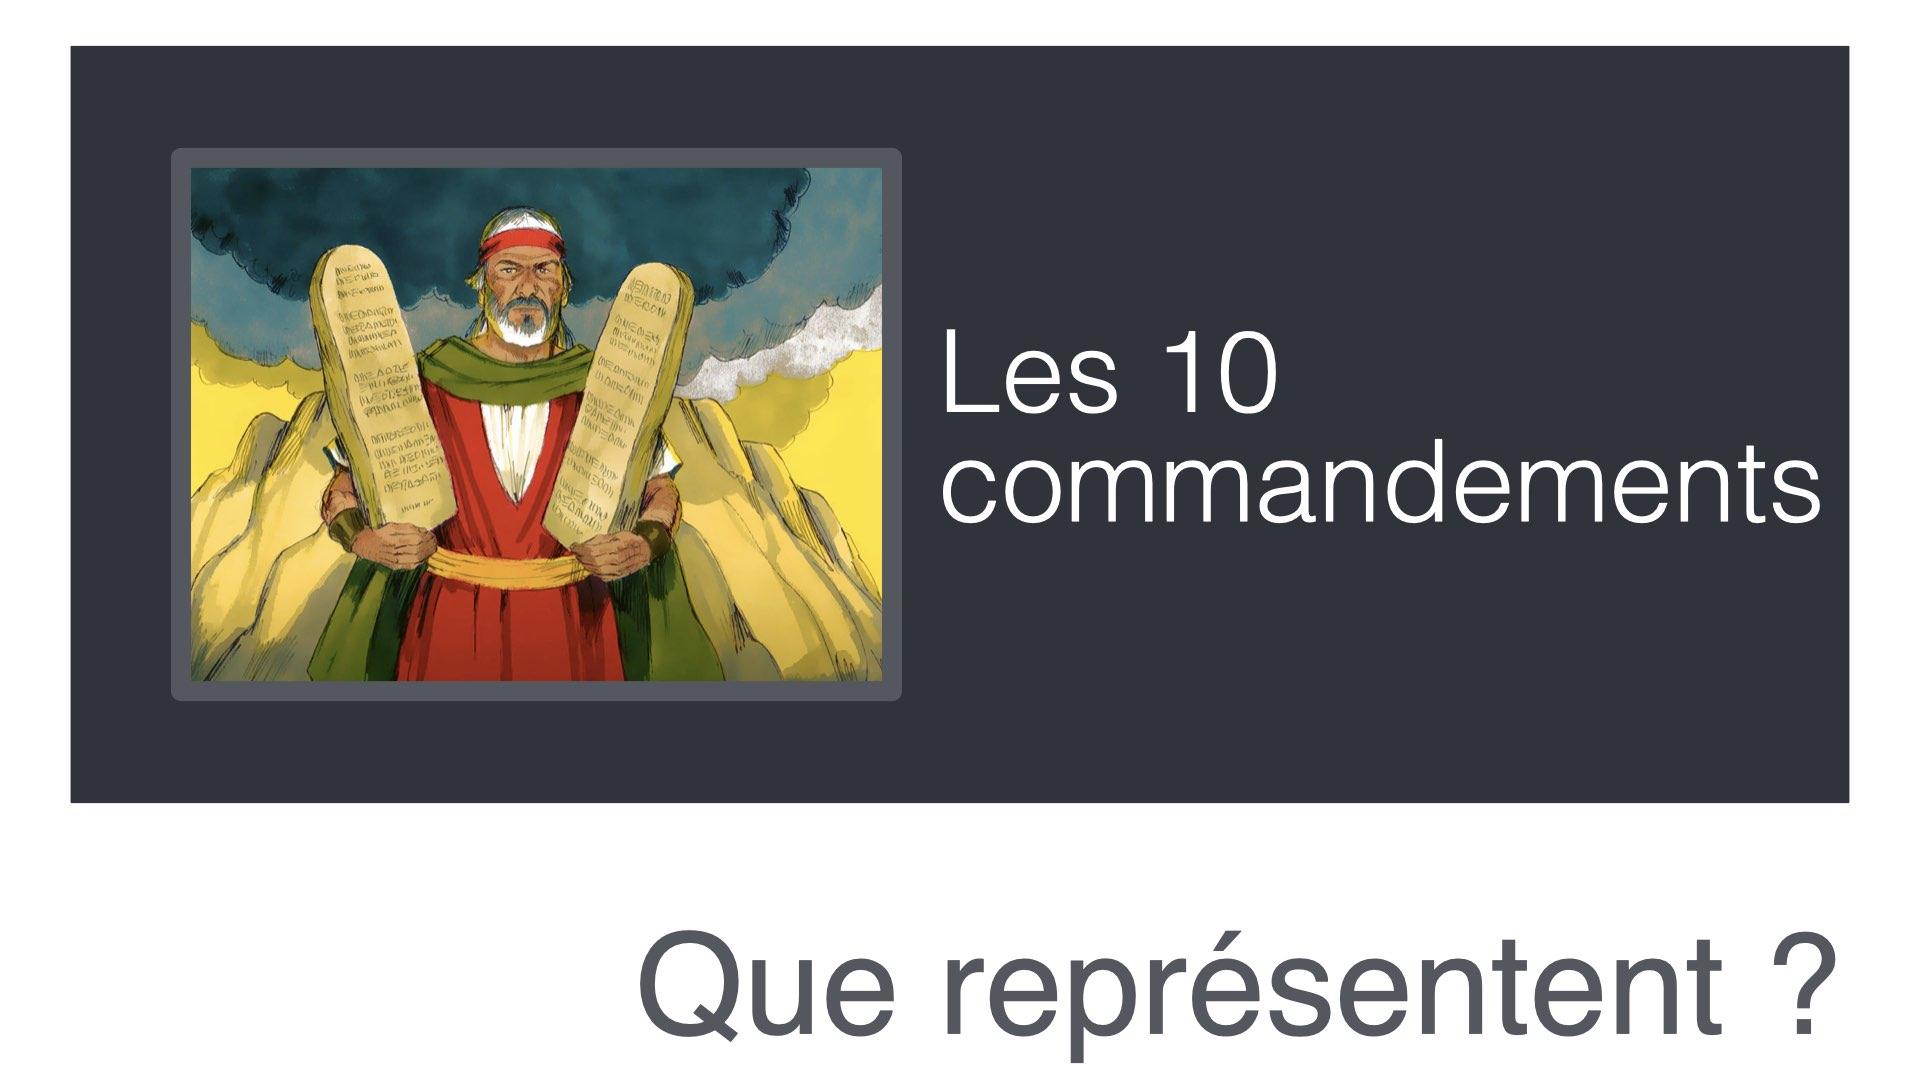 Les 10
commandements
Que représentent ?